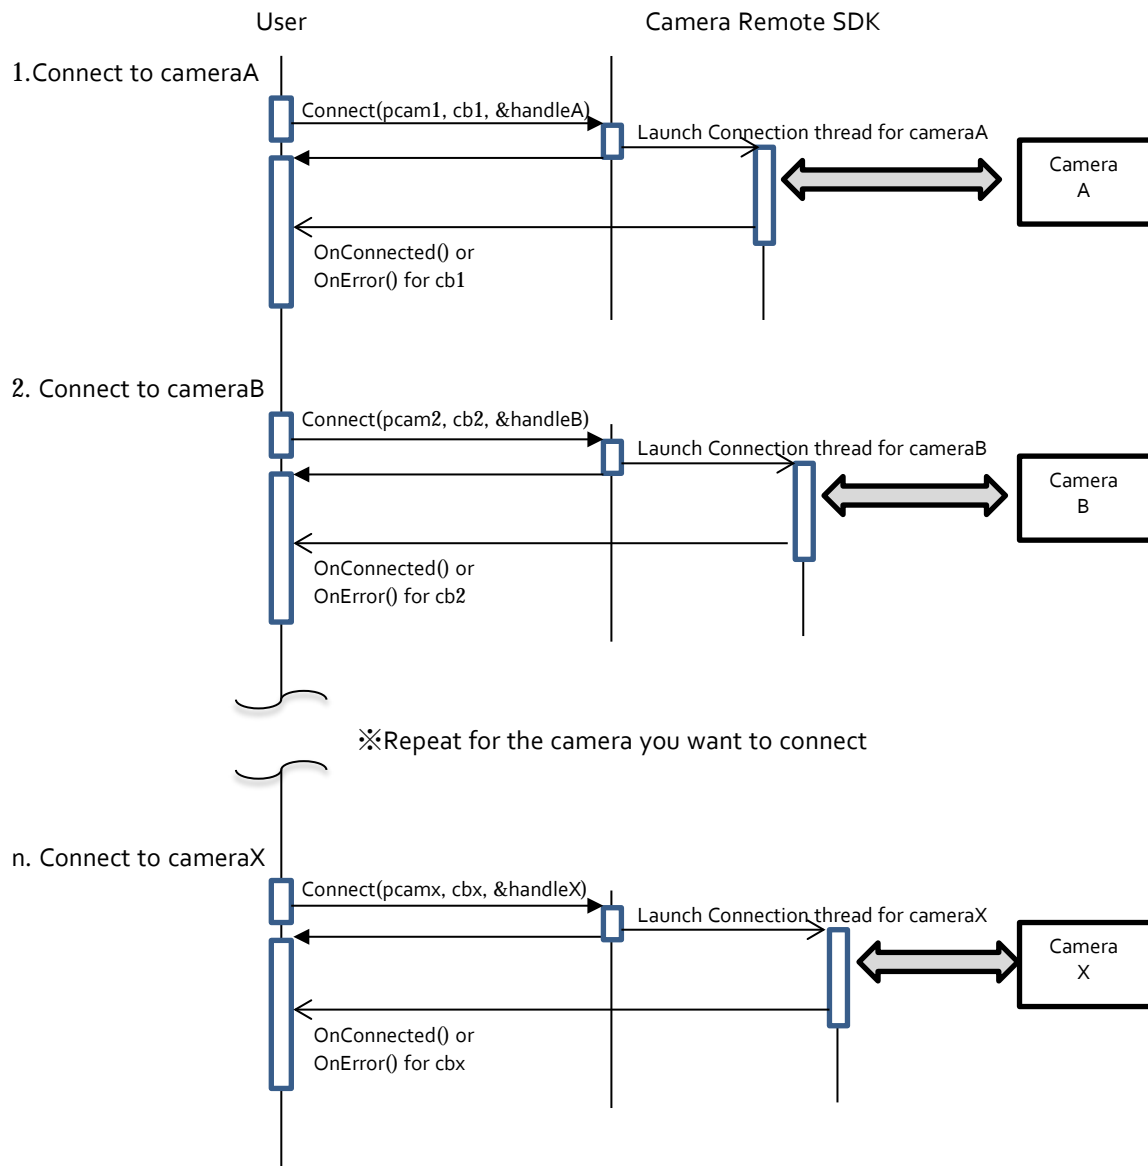 User
Camera Remote SDK
1.Connect to cameraA
Connect(pcam1, cb1, &handleA)
Launch Connection thread for cameraA
Camera
A
OnConnected() or
OnError() for cb1
2. Connect to cameraB
Connect(pcam2, cb2, &handleB)
Launch Connection thread for cameraB
Camera
B
OnConnected() or
OnError() for cb2
※Repeat for the camera you want to connect
n. Connect to cameraX
Connect(pcamx, cbx, &handleX)
Launch Connection thread for cameraX
Camera
X
OnConnected() or
OnError() for cbx